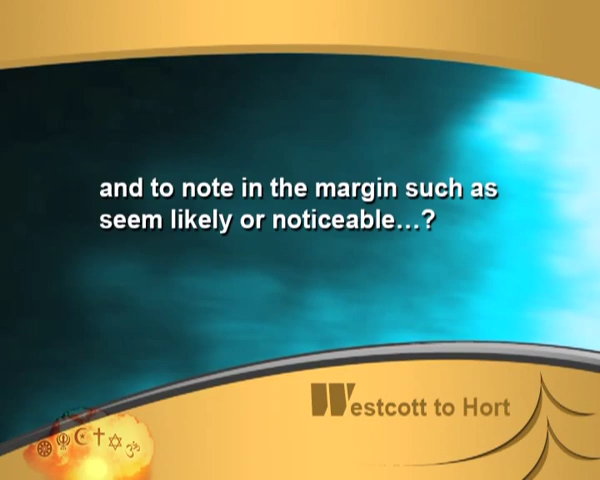 and to note in the margin such as
seem likely or noticeable…?
Westcott to Hort